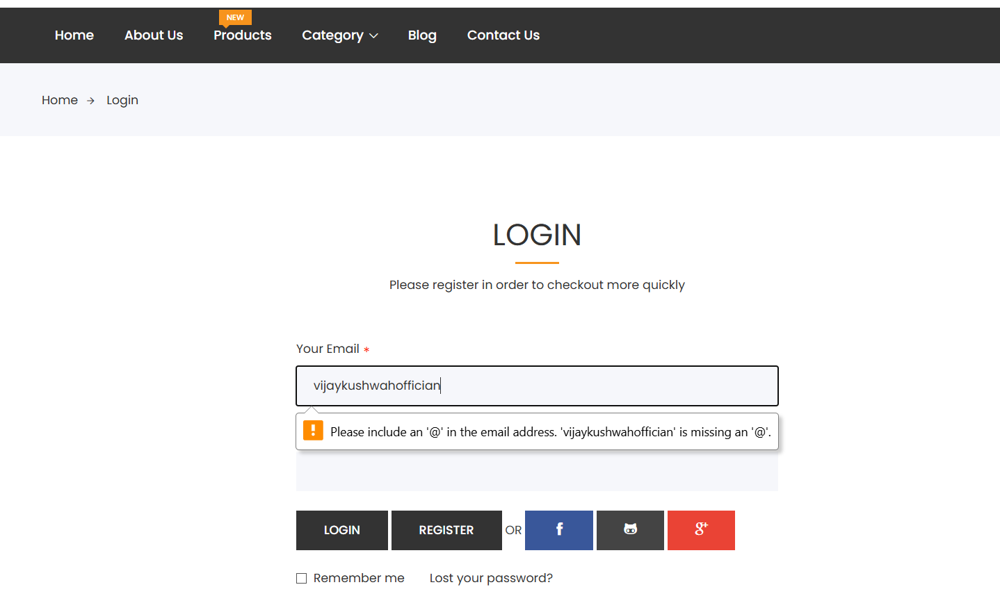 NEW
Home About Us Products Category Blog Contact Us
Home → Login
LOGIN
Please register in order to checkout more quickly
Your Email *
vijaykushwahoffician
Please include an '@' in the email address. 'vijaykushwahoffician' is missing an '@'.
LOGIN REGISTER OR f g+
Remember me Lost your password?